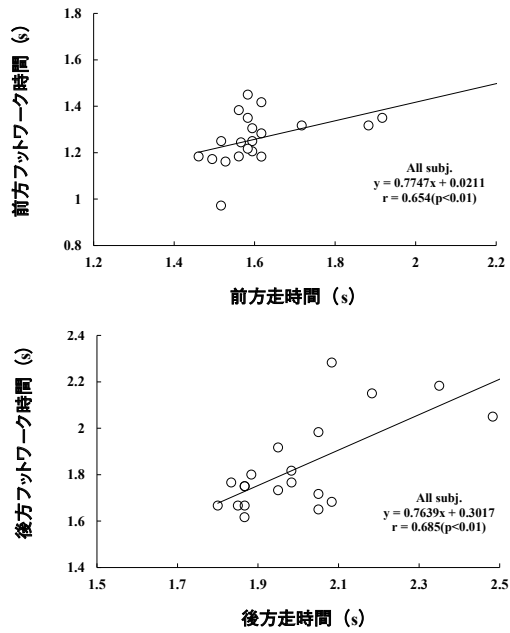 前方フットワーク時間（s）
1.8
1.6
1.4
1.2
1
0.8
1.2
1.4
1.6
1.8
2
2.2
All subj.
y = 0.7747x + 0.0211
r = 0.654(p<0.01)
前方走時間（s）
後方フットワーク時間（s）
2.4
2.2
2
1.8
1.6
1.4
1.5
1.7
1.9
2.1
2.3
2.5
All subj.
y = 0.7639x + 0.3017
r = 0.685(p<0.01)
後方走時間（s）